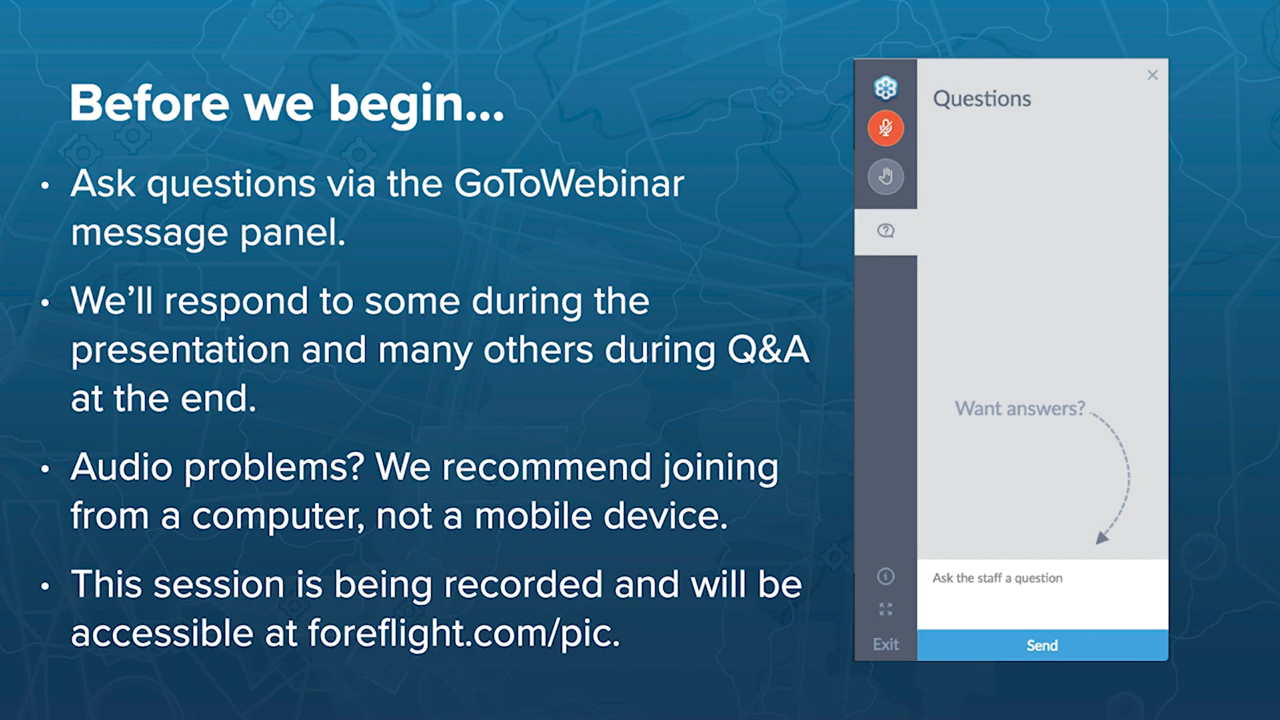 Before we begin...
• Ask questions via the GoToWebinar
message panel.
• We’ll respond to some during the
presentation and many others during Q&A
at the end.
• Audio problems? We recommend joining
from a computer, not a mobile device.
• This session is being recorded and will be
accessible at foreflight.com/pic.
Questions
Want answers?
Ask the staff a question
Exit
Send